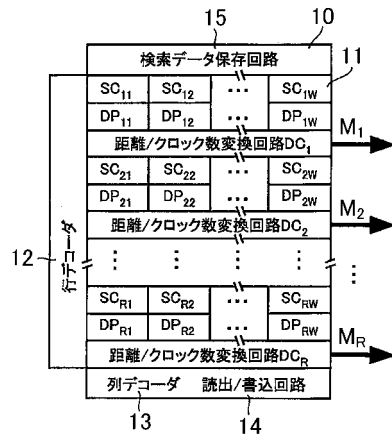 15 10
検索データ保存回路
11
SC11 SC12 ... SC1W
DP11 DP12 DP1W
M1
距離/クロック数変換回路DC1
SC21 SC22 ... SC2W
DP21 DP22 DP2W
M2
距離/クロック数変換回路DC2
12
行デコーダ
⋮ ⋮ ⋮ ⋮ ...
SCR1 SCR2 ... SCRW
DPR1 DPR2 DPRW
MR
距離/クロック数変換回路DCR
列デコーダ 読出/書込回路
13 14